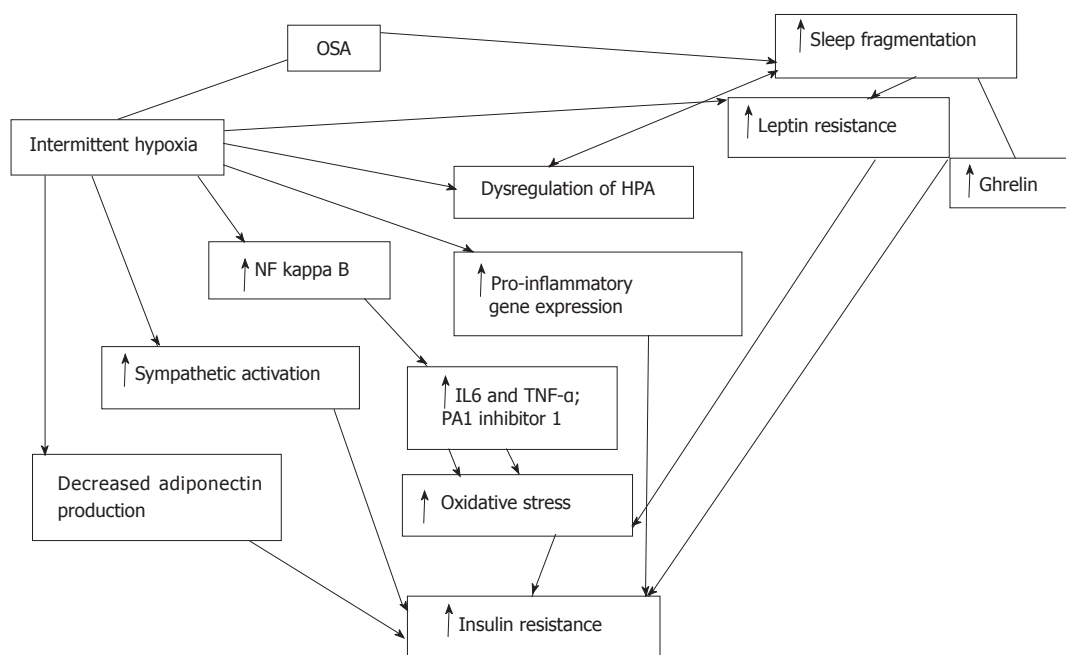 OSA
↑ Sleep fragmentation
↑ Leptin resistance
Intermittent hypoxia
Dysregulation of HPA
↑ Ghrelin
↑ NF kappa B
↑ Pro-inflammatory
gene expression
↑ Sympathetic activation
↑ IL6 and TNF-α;
PA1 inhibitor 1
Decreased adiponectin
production
↑ Oxidative stress
↑ Insulin resistance